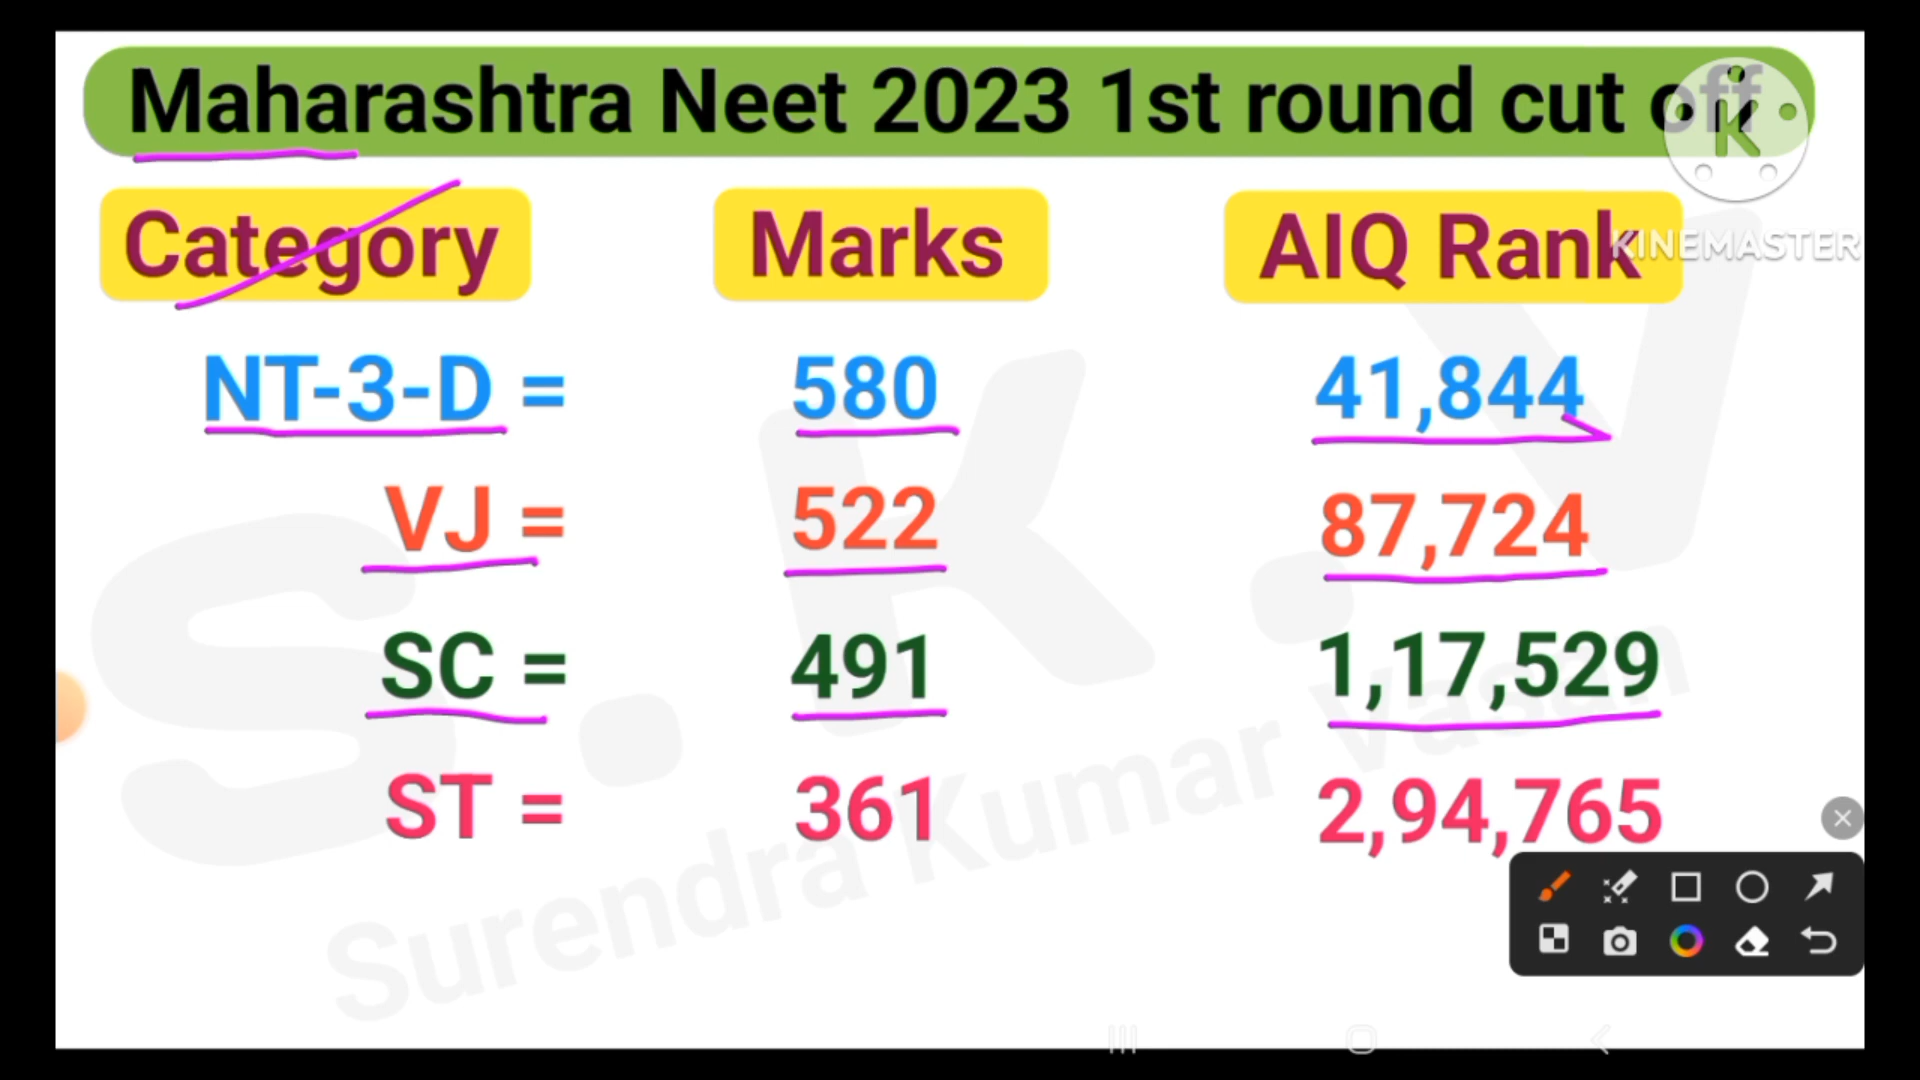 Maharashtra Neet 2023 1st round cut off
K
KINEMASTER
Category Marks AIQ Rank
NT-3-D = 580 41,844
VJ = 522 87,724
SC = 491 1,17,529
ST = 361 2,94,765
S.K.V
Surendra Kumar Vasan